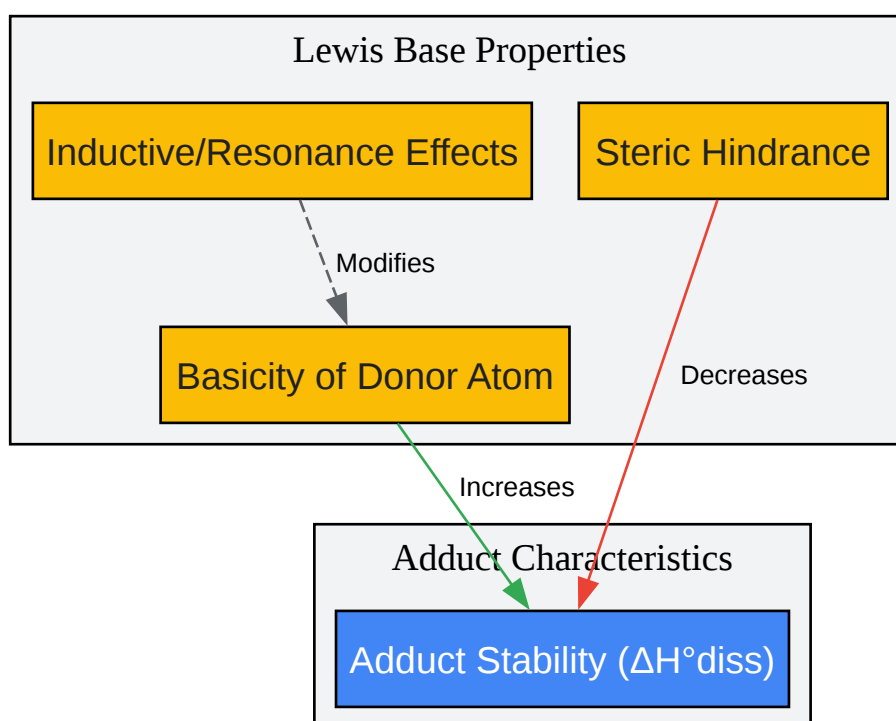 Lewis Base Properties
Inductive/Resonance Effects
Steric Hindrance
Modifies
Basicity of Donor Atom
Decreases
Increases
Adduct Characteristics
Adduct Stability (ΔH°diss)